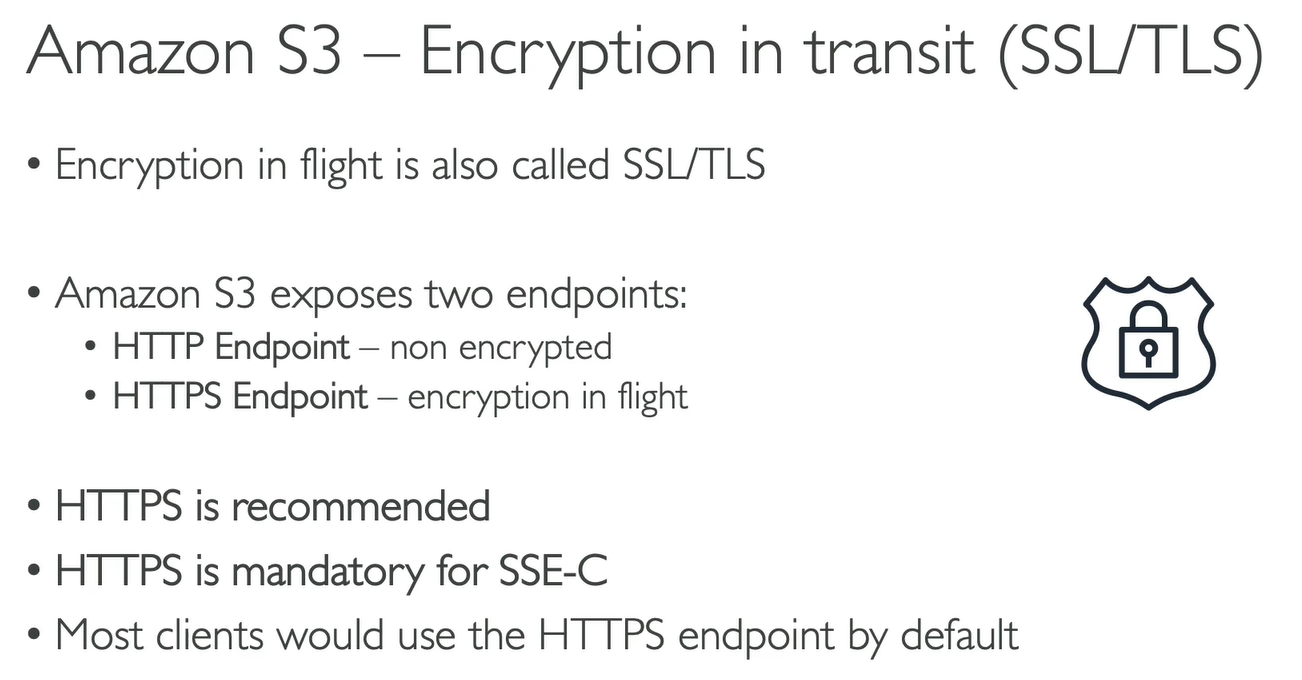 Amazon S3 – Encryption in transit (SSL/TLS)
• Encryption in flight is also called SSL/TLS
• Amazon S3 exposes two endpoints:
• HTTP Endpoint – non encrypted
• HTTPS Endpoint – encryption in flight
• HTTPS is recommended
• HTTPS is mandatory for SSE-C
• Most clients would use the HTTPS endpoint by default